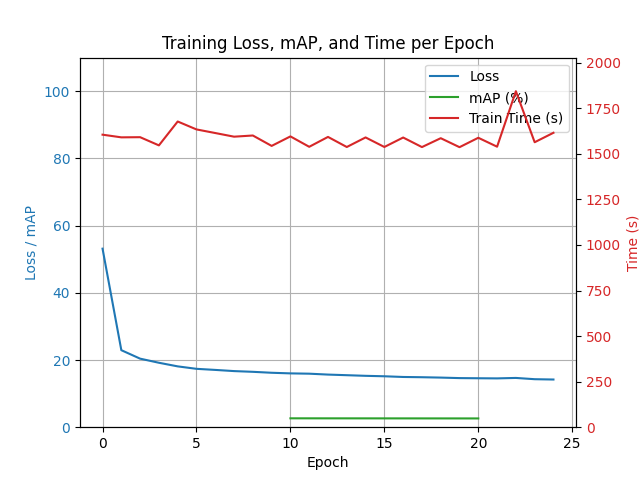 Training Loss, mAP, and Time per Epoch
Loss
mAP (%)
Train Time (s)
Loss / mAP
100
80
60
40
20
0
Time (s)
2000
1750
1500
1250
1000
750
500
250
0
0 5 10 15 20 25
Epoch